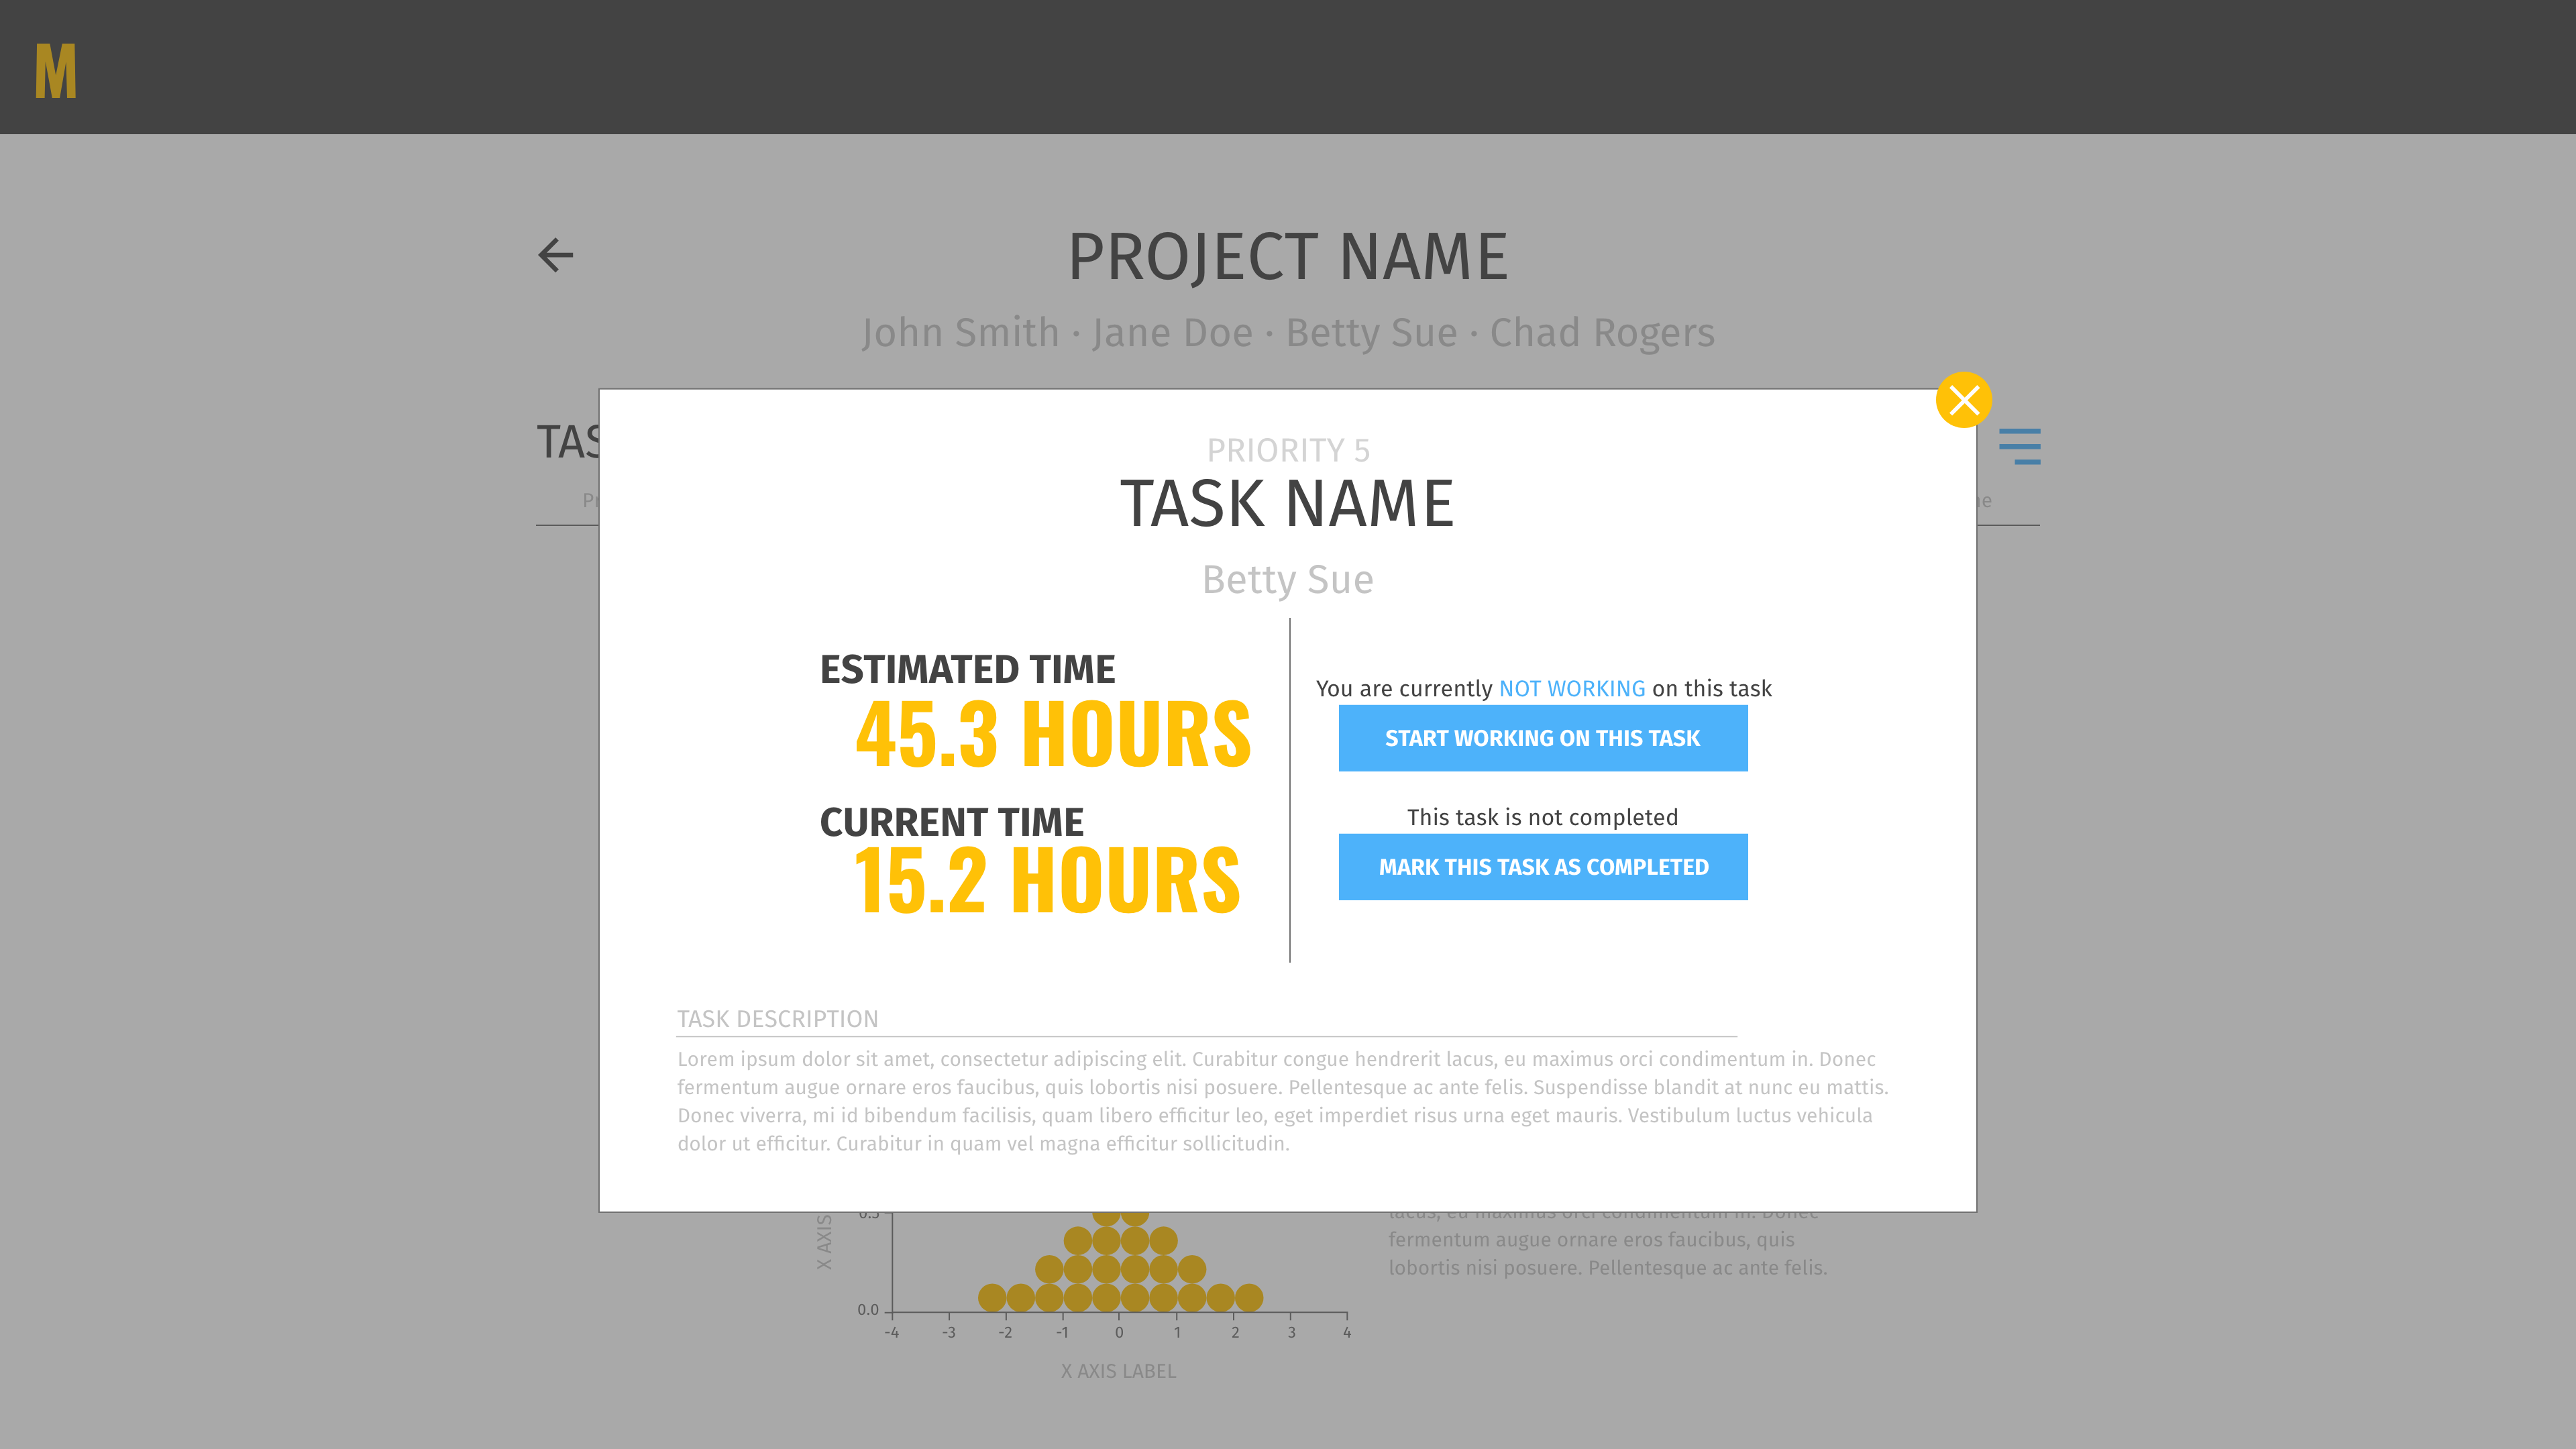 M
PROJECT NAME
John Smith · Jane Doe · Betty Sue · Chad Rogers
PRIORITY 5
TASK NAME
Betty Sue
ESTIMATED TIME
45.3 HOURS
CURRENT TIME
15.2 HOURS
You are currently NOT WORKING on this task
START WORKING ON THIS TASK
This task is not completed
MARK THIS TASK AS COMPLETED
TASK DESCRIPTION
Lorem ipsum dolor sit amet, consectetur adipiscing elit. Curabitur congue hendrerit lacus, eu maximus orci condimentum in. Donec
fermentum augue ornare eros faucibus, quis lobortis nisi posuere. Pellentesque ac ante felis. Suspendisse blandit at nunc eu mattis.
Donec viverra, mi id bibendum facilisis, quam libero efficitur leo, eget imperdiet risus urna eget mauris. Vestibulum luctus vehicula
dolor ut efficitur. Curabitur in quam vel magna efficitur sollicitudin.
lacus, eu maximus orci condimentum in. Donec
fermentum augue ornare eros faucibus, quis
lobortis nisi posuere. Pellentesque ac ante felis.
X AXIS
0.0
-4 -3 -2 -1 0 1 2 3 4
X AXIS LABEL